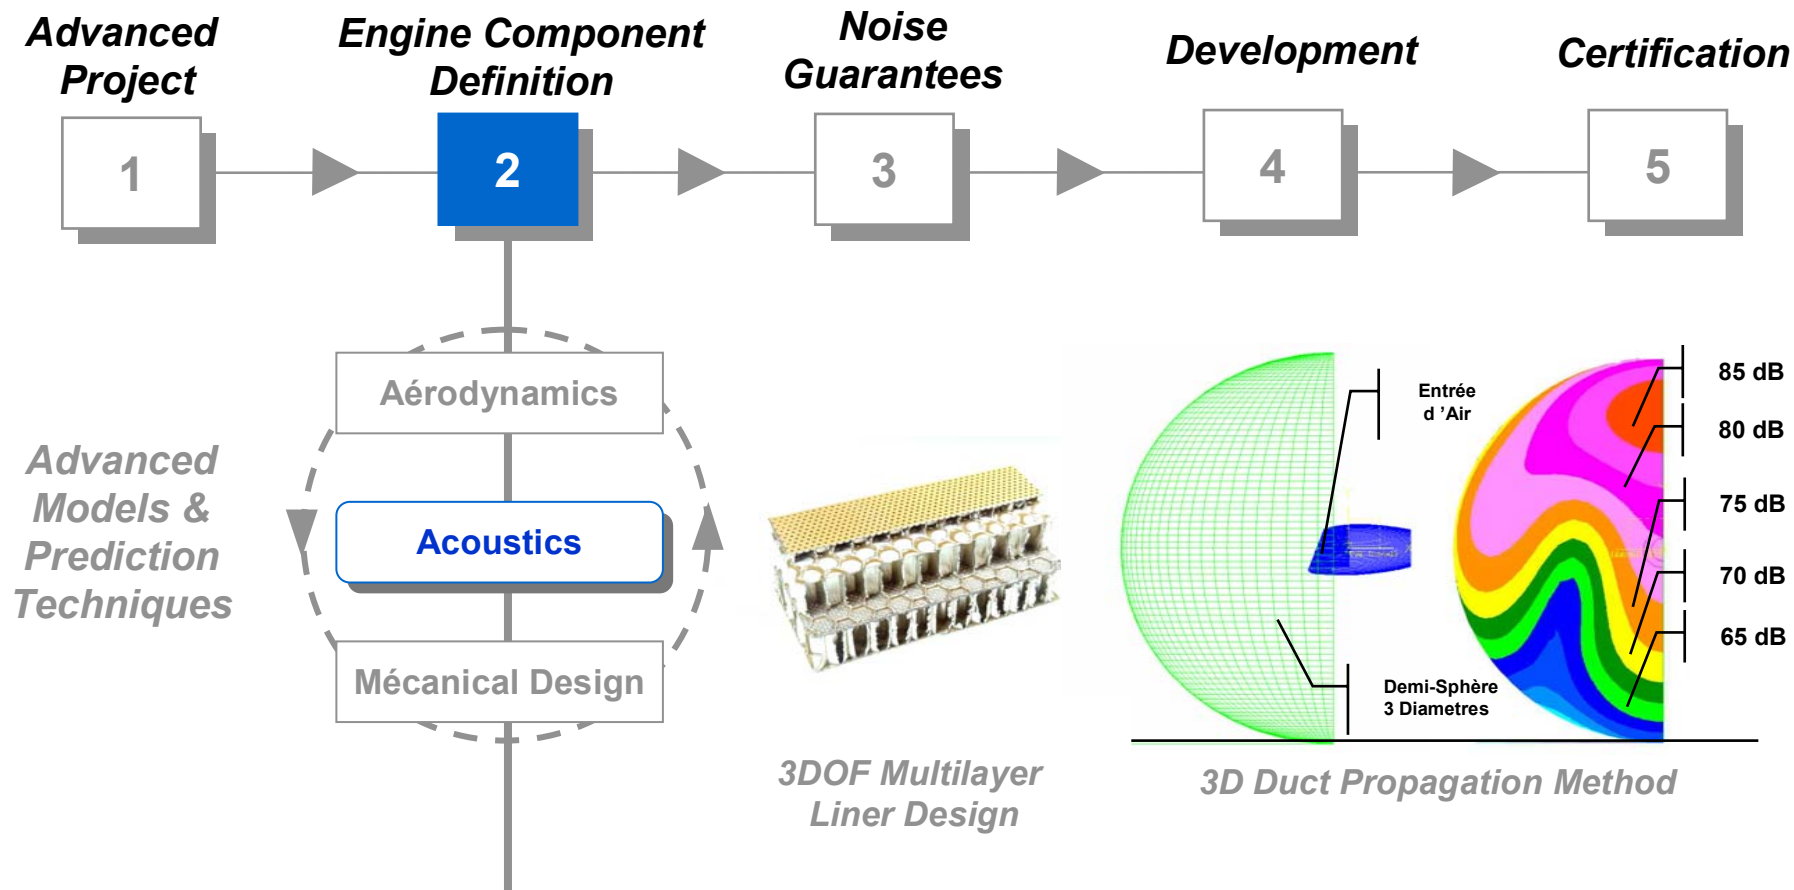 Advanced
Project
Engine Component
Definition
Noise
Guarantees
Development
Certification
1
2
3
4
5
Aérodynamics
Acoustics
Mécanical Design
Advanced
Models &
Prediction
Techniques
3DOF Multilayer
Liner Design
Entrée
d ’Air
Demi-Sphère
3 Diametres
85 dB
80 dB
75 dB
70 dB
65 dB
3D Duct Propagation Method